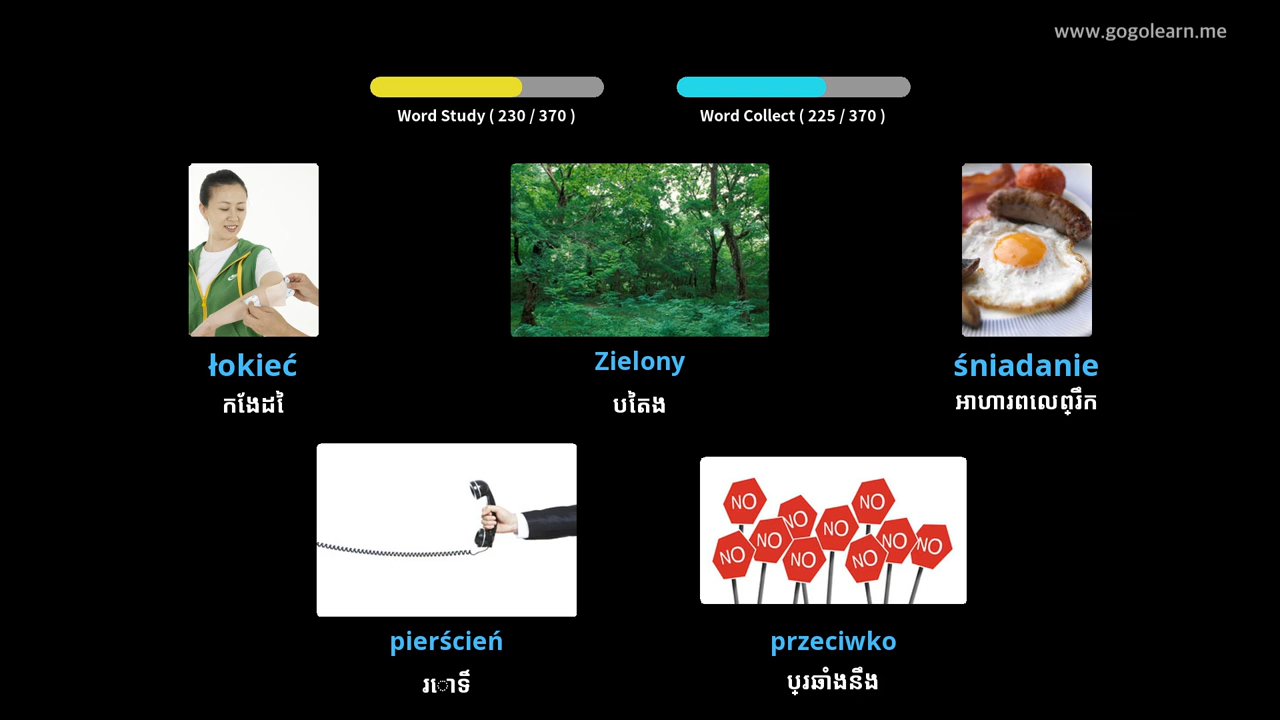 www.gogolearn.me
Word Study ( 230 / 370 )
Word Collect ( 225 / 370 )
łokieć
កែងដៃ
Zielony
បៃតង
śniadanie
អាហារពេលព្រឹក
NO NO NO NO NO NO NO NO NO NO
pierścień
រោទិ៍
przeciwko
ប្រឆាំងនឹង